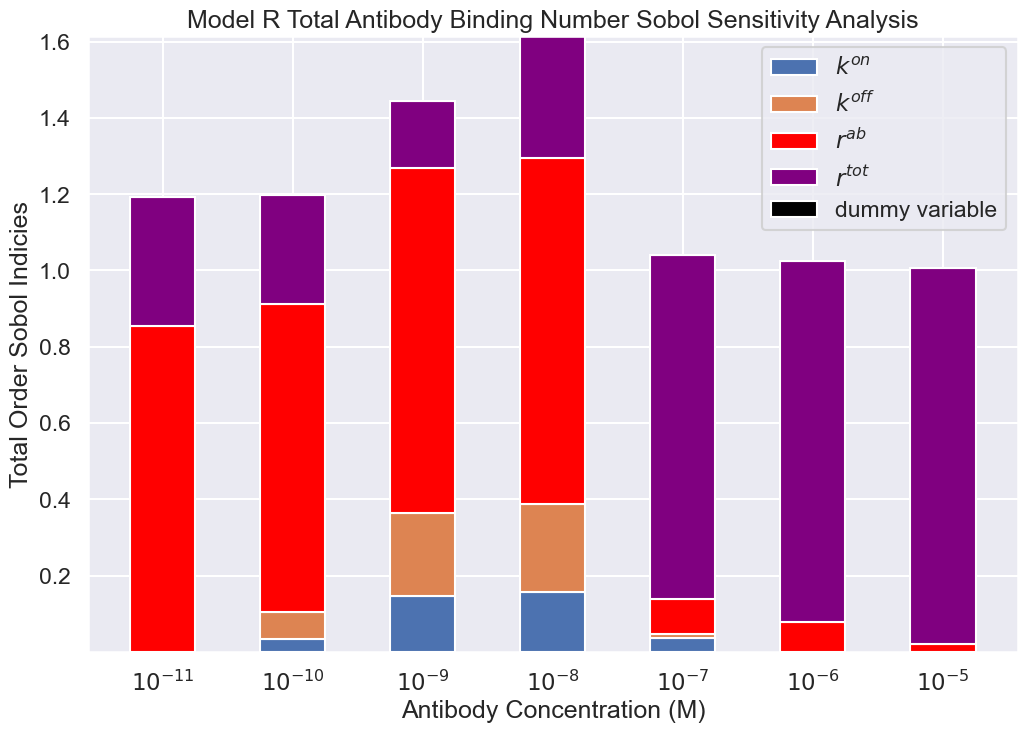 Model R Total Antibody Binding Number Sobol Sensitivity Analysis
1.6
1.4
1.2
1.0
0.8
0.6
0.4
0.2
Total Order Sobol Indicies
k^{on}
k^{off}
r^{ab}
r^{tot}
dummy variable
10^{-11} 10^{-10} 10^{-9} 10^{-8} 10^{-7} 10^{-6} 10^{-5}
Antibody Concentration (M)